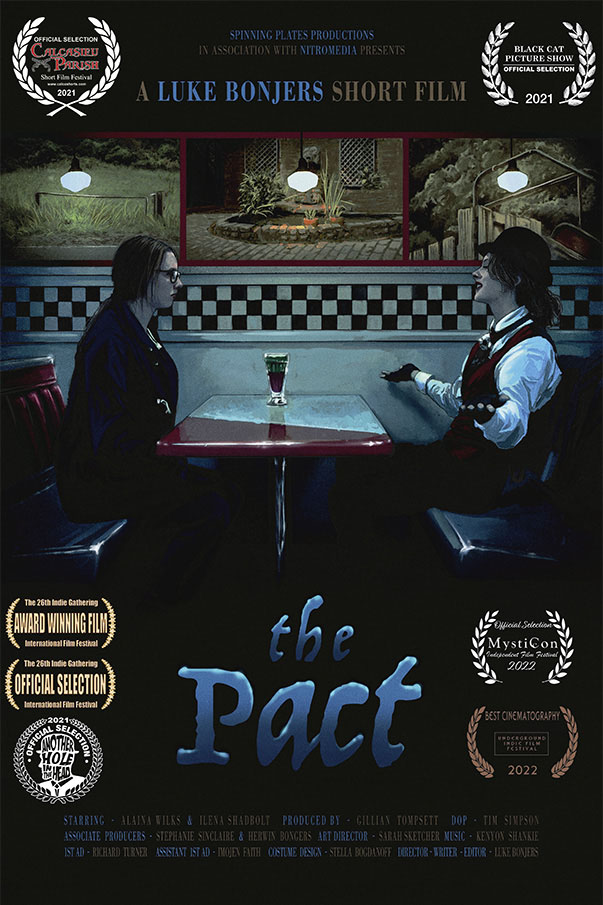 SPINNING PLATES PRODUCTIONS
IN ASSOCIATION WITH NITROMEDIA PRESENTS
A LUKE BONJERS SHORT FILM
OFFICIAL SELECTION
CALCASIEU
PARISH
Short Film Festival
www.calcashorts.com
2021
BLACK CAT
PICTURE SHOW
OFFICIAL SELECTION
2021
the
Pact
The 26th Indie Gathering
AWARD WINNING FILM
International Film Festival
The 26th Indie Gathering
OFFICIAL SELECTION
International Film Festival
2021
OFFICIAL SELECTION
ANOTHER
HOLE
IN THE
HEAD
Official Selection
MystiCon
Independent Film Festival
2022
BEST CINEMATOGRAPHY
UNDERGROUND
INDIE FILM
FESTIVAL
2022
STARRING - ALAINA WILKS & ILENA SHADBOLT PRODUCED BY - GILLIAN TOMPSETT DOP - TIM SIMPSON
ASSOCIATE PRODUCERS - STEPHANIE SINCLAIRE & HERWIN BONGERS ART DIRECTOR - SARAH SKETCHER MUSIC - KENYON SHANKIE
1ST AD - RICHARD TURNER ASSISTANT 1ST AD - IMOJEN FAITH COSTUME DESIGN - STELLA BOGDANOFF DIRECTOR - WRITER - EDITOR - LUKE BONJERS